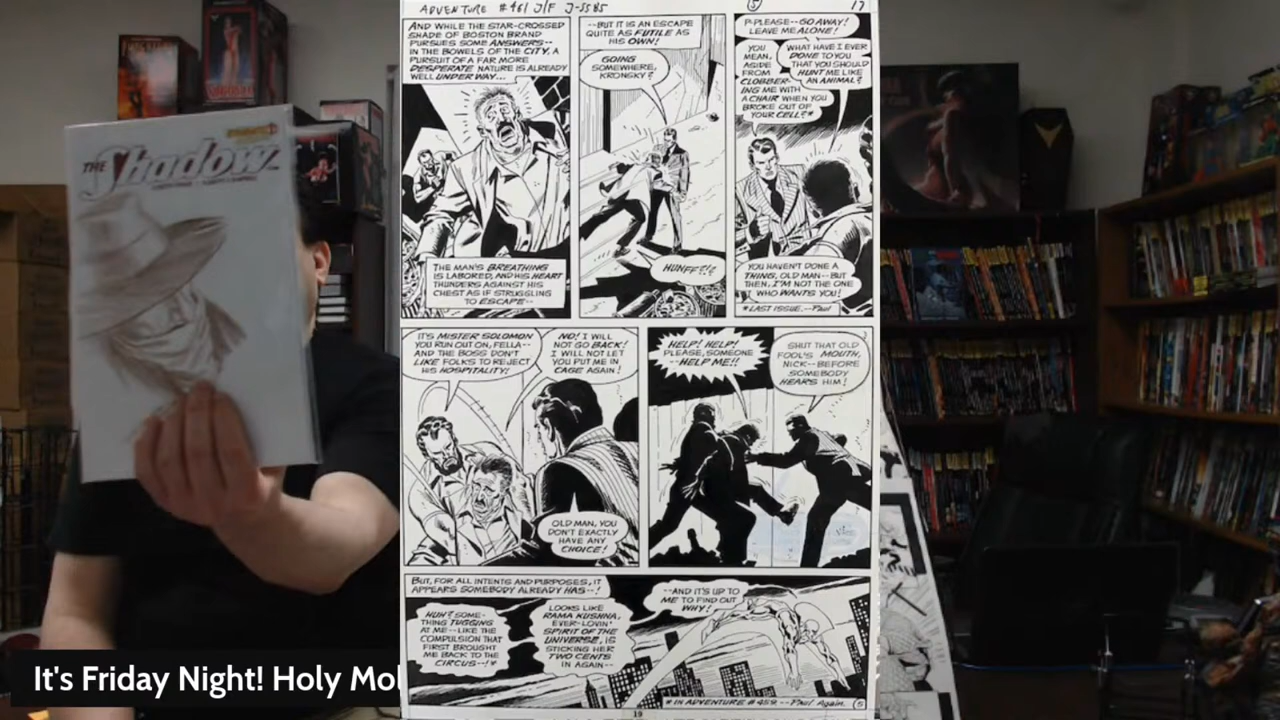 ADVENTURE #461 J/F J-5585
5
17
AND WHILE THE STAR-CROSSED
SHADE OF BOSTON BRAND
PURSUES SOME ANSWERS--
IN THE BOWELS OF THE CITY, A
PURSUIT OF A FAR MORE
DESPERATE NATURE IS ALREADY
WELL UNDER WAY...
THE MAN'S BREATHING
IS LABORED, AND HIS HEART
THUNDERS AGAINST HIS
CHEST AS IF STRUGGLING
TO ESCAPE--
--BUT IT IS AN ESCAPE
QUITE AS FUTILE AS
HIS OWN!
GOING
SOMEWHERE,
KRONSKY?
HUNFF?!?
P-PLEASE--GO AWAY!
LEAVE ME ALONE!
YOU
MEAN,
ASIDE
FROM
CLOBBER-
ING ME WITH
A CHAIR WHEN YOU
BROKE OUT OF
YOUR CELL?*
WHAT HAVE I EVER
DONE TO YOU
THAT YOU SHOULD
HUNT ME LIKE
AN ANIMAL?
YOU HAVEN'T DONE A
THING, OLD MAN--BUT
THEN, I'M NOT THE ONE
WHO WANTS YOU!
*LAST ISSUE.--Paul
IT'S MISTER SOLOMON
YOU RUN OUT ON, FELLA--
AND THE BOSS DON'T
LIKE FOLKS TO REJECT
HIS HOSPITALITY!
NO! I WILL
NOT GO BACK!
I WILL NOT LET
YOU PUT ME IN
CAGE AGAIN!
OLD MAN, YOU
DON'T EXACTLY
HAVE ANY
CHOICE!
HELP! HELP!
PLEASE, SOMEONE
--HELP ME!!
SHUT THAT OLD
FOOL'S MOUTH,
NICK--BEFORE
SOMEBODY
HEARS HIM!
BUT, FOR ALL INTENTS AND PURPOSES, IT
APPEARS SOMEBODY ALREADY HAS--!
HUH? SOME-
THING TUGGING
AT ME--LIKE THE
COMPULSION THAT
FIRST BROUGHT
ME BACK TO THE
CIRCUS--!*
LOOKS LIKE
RAMA KUSHNA,
EVER-LOVIN'
SPIRIT OF THE
UNIVERSE, IS
STICKING HER
TWO CENTS
IN AGAIN--
--AND IT'S UP TO
ME TO FIND OUT
WHY!
*IN ADVENTURE #459.--Paul Again.
5
19
THE Shadow
It's Friday Night! Holy Mol